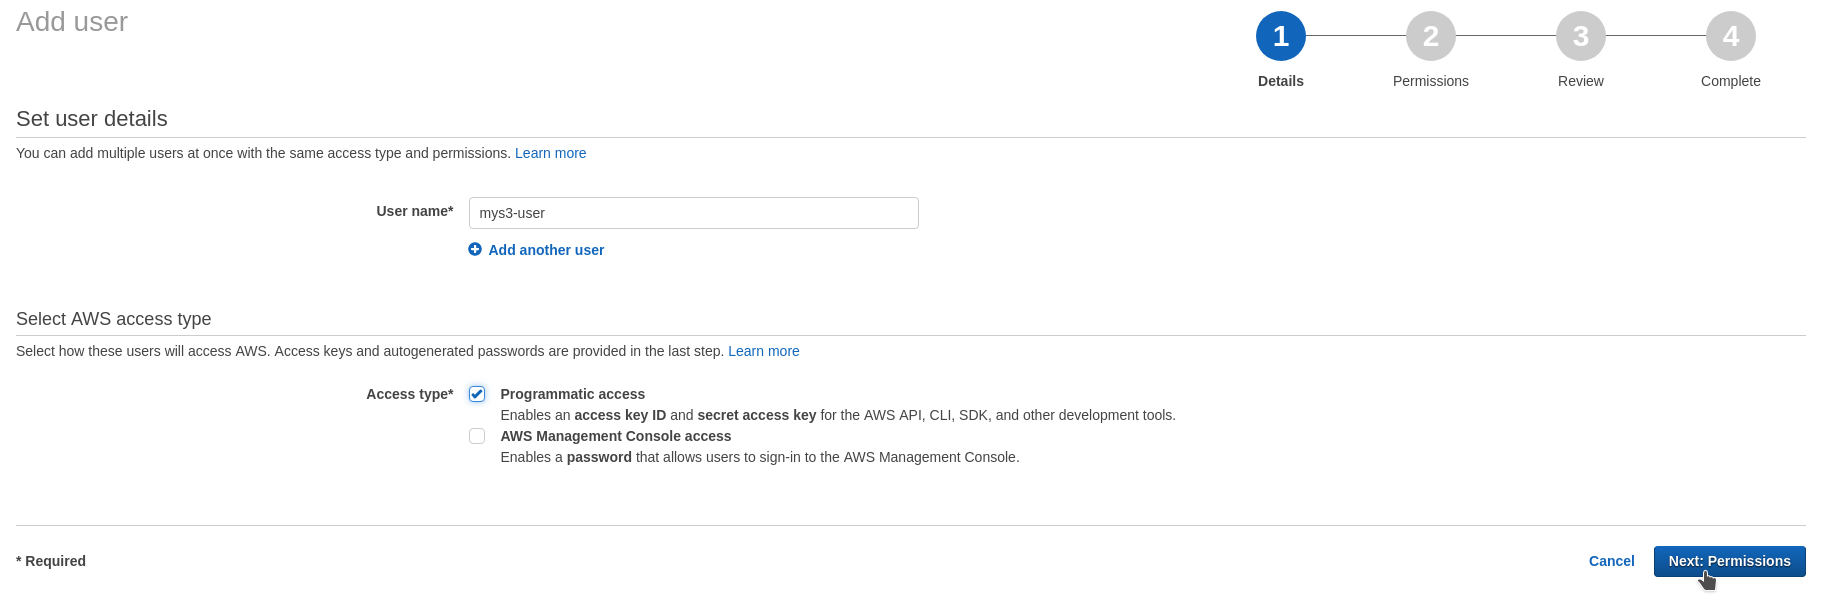 Add user
1 2 3 4
Details Permissions Review Complete
Set user details
You can add multiple users at once with the same access type and permissions. Learn more
User name* mys3-user
Add another user
Select AWS access type
Select how these users will access AWS. Access keys and autogenerated passwords are provided in the last step. Learn more
Access type* Programmatic access
Enables an access key ID and secret access key for the AWS API, CLI, SDK, and other development tools.
AWS Management Console access
Enables a password that allows users to sign-in to the AWS Management Console.
* Required Cancel Next: Permissions